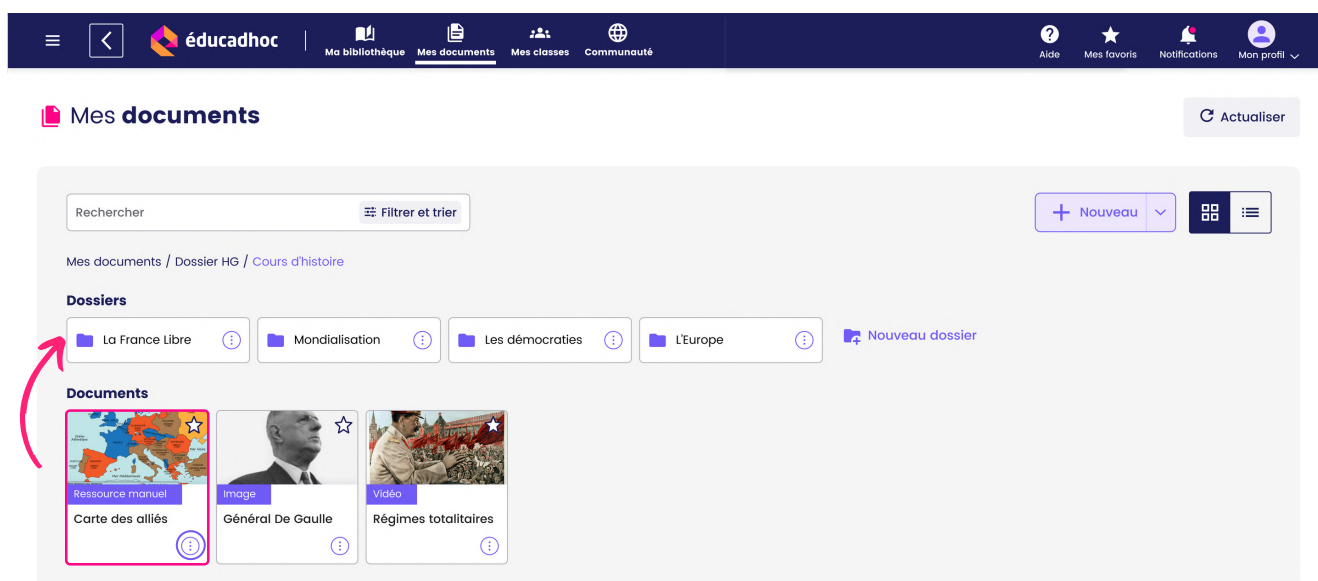 éducadhoc
Ma bibliothèque
Mes documents
Mes classes
Communauté
Aide
Mes favoris
Notifications
Mon profil
Mes documents
Actualiser
Rechercher
Filtrer et trier
Nouveau
Mes documents / Dossier HG / Cours d'histoire
Dossiers
La France Libre
Mondialisation
Les démocraties
L'Europe
Nouveau dossier
Documents
Ressource manuel
Carte des alliés
Image
Général De Gaulle
Vidéo
Régimes totalitaires